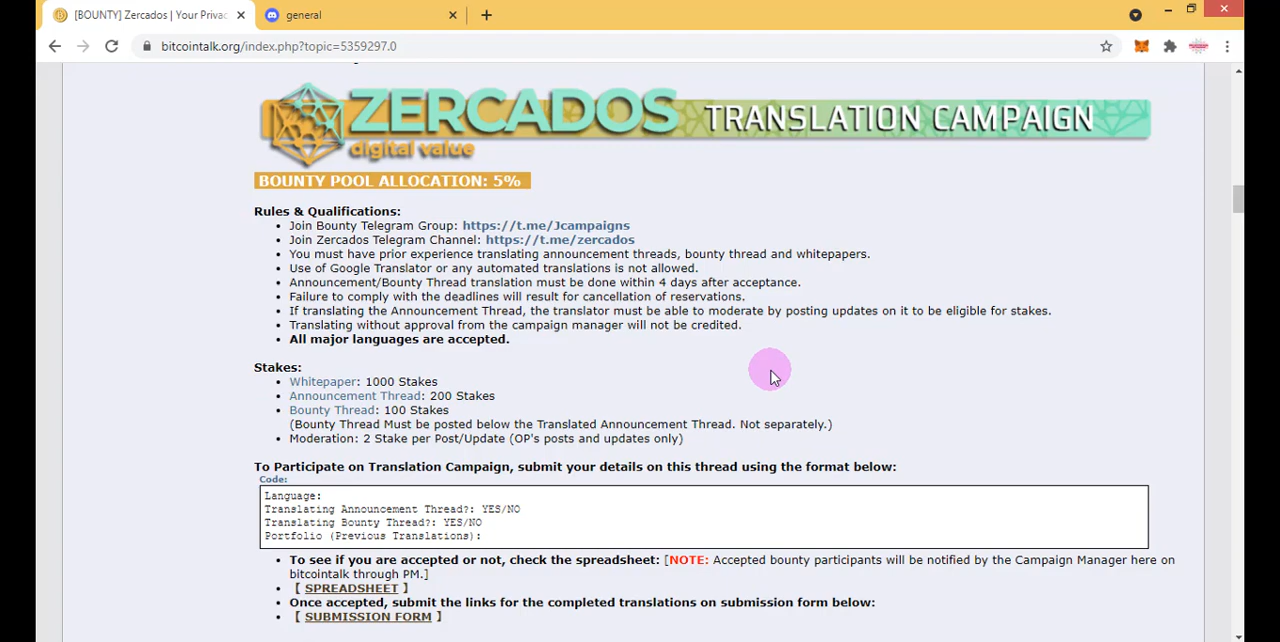 [BOUNTY] Zercados | Your Privac
general
bitcointalk.org/index.php?topic=5359297.0
ZERCADOS
digital value
TRANSLATION CAMPAIGN
BOUNTY POOL ALLOCATION: 5%
Rules & Qualifications:
Join Bounty Telegram Group: https://t.me/Jcampaigns
Join Zercados Telegram Channel: https://t.me/zercados
You must have prior experience translating announcement threads, bounty thread and whitepapers.
Use of Google Translator or any automated translations is not allowed.
Announcement/Bounty Thread translation must be done within 4 days after acceptance.
Failure to comply with the deadlines will result for cancellation of reservations.
If translating the Announcement Thread, the translator must be able to moderate by posting updates on it to be eligible for stakes.
Translating without approval from the campaign manager will not be credited.
All major languages are accepted.
Stakes:
Whitepaper: 1000 Stakes
Announcement Thread: 200 Stakes
Bounty Thread: 100 Stakes
(Bounty Thread Must be posted below the Translated Announcement Thread. Not separately.)
Moderation: 2 Stake per Post/Update (OP's posts and updates only)
To Participate on Translation Campaign, submit your details on this thread using the format below:
Code:
Language:
Translating Announcement Thread?: YES/NO
Translating Bounty Thread?: YES/NO
Portfolio (Previous Translations):
To see if you are accepted or not, check the spreadsheet: [NOTE: Accepted bounty participants will be notified by the Campaign Manager here on
bitcointalk through PM.]
【 SPREADSHEET 】
Once accepted, submit the links for the completed translations on submission form below:
【 SUBMISSION FORM 】